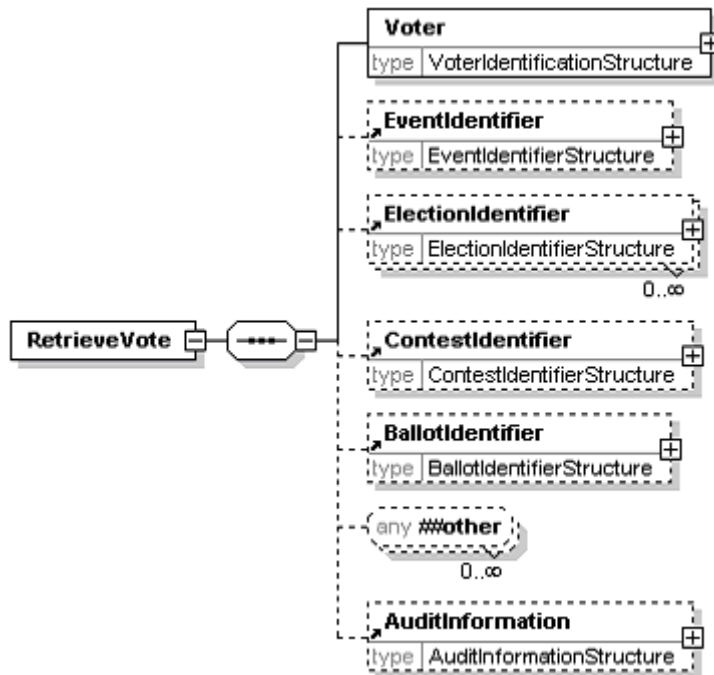 Voter
type VoterIdentificationStructure
EventIdentifier
type EventIdentifierStructure
ElectionIdentifier
type ElectionIdentifierStructure
0..∞
RetrieveVote
ContestIdentifier
type ContestIdentifierStructure
BallotIdentifier
type BallotIdentifierStructure
any ##other
0..∞
AuditInformation
type AuditInformationStructure